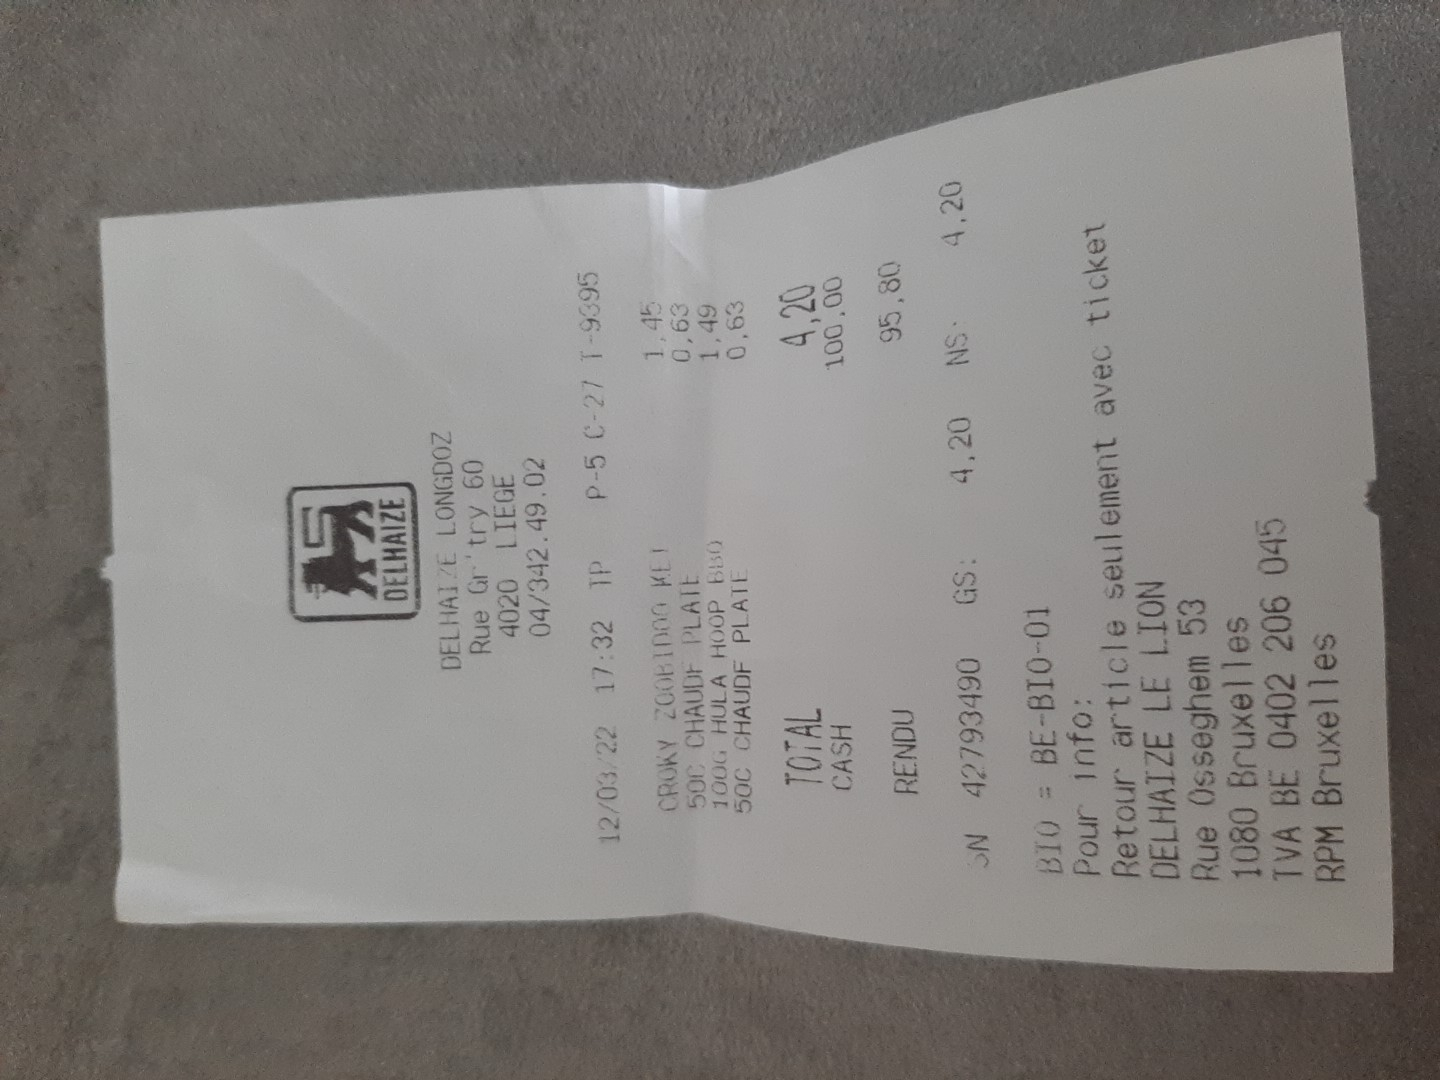 DELHAIZE
DELHAIZE LONGDOZ
Rue Gr'try 60
4020 LIEGE
04/342.49.02
12/03/22 17:32 TP P-5 C-27 T-9395
CROKY ZOOBIDOO KET 1,45
50C CHAUDF PLATE 0,63
100G HULA HOOP BBQ 1,49
50C CHAUDF PLATE 0,63
TOTAL 4,20
CASH 100,00
RENDU 95,80
SN 42793490 GS: 4,20 NS: 4,20
BIO = BE-BIO-01
Pour info:
Retour article seulement avec ticket
DELHAIZE LE LION
Rue Osseghem 53
1080 Bruxelles
TVA BE 0402 206 045
RPM Bruxelles